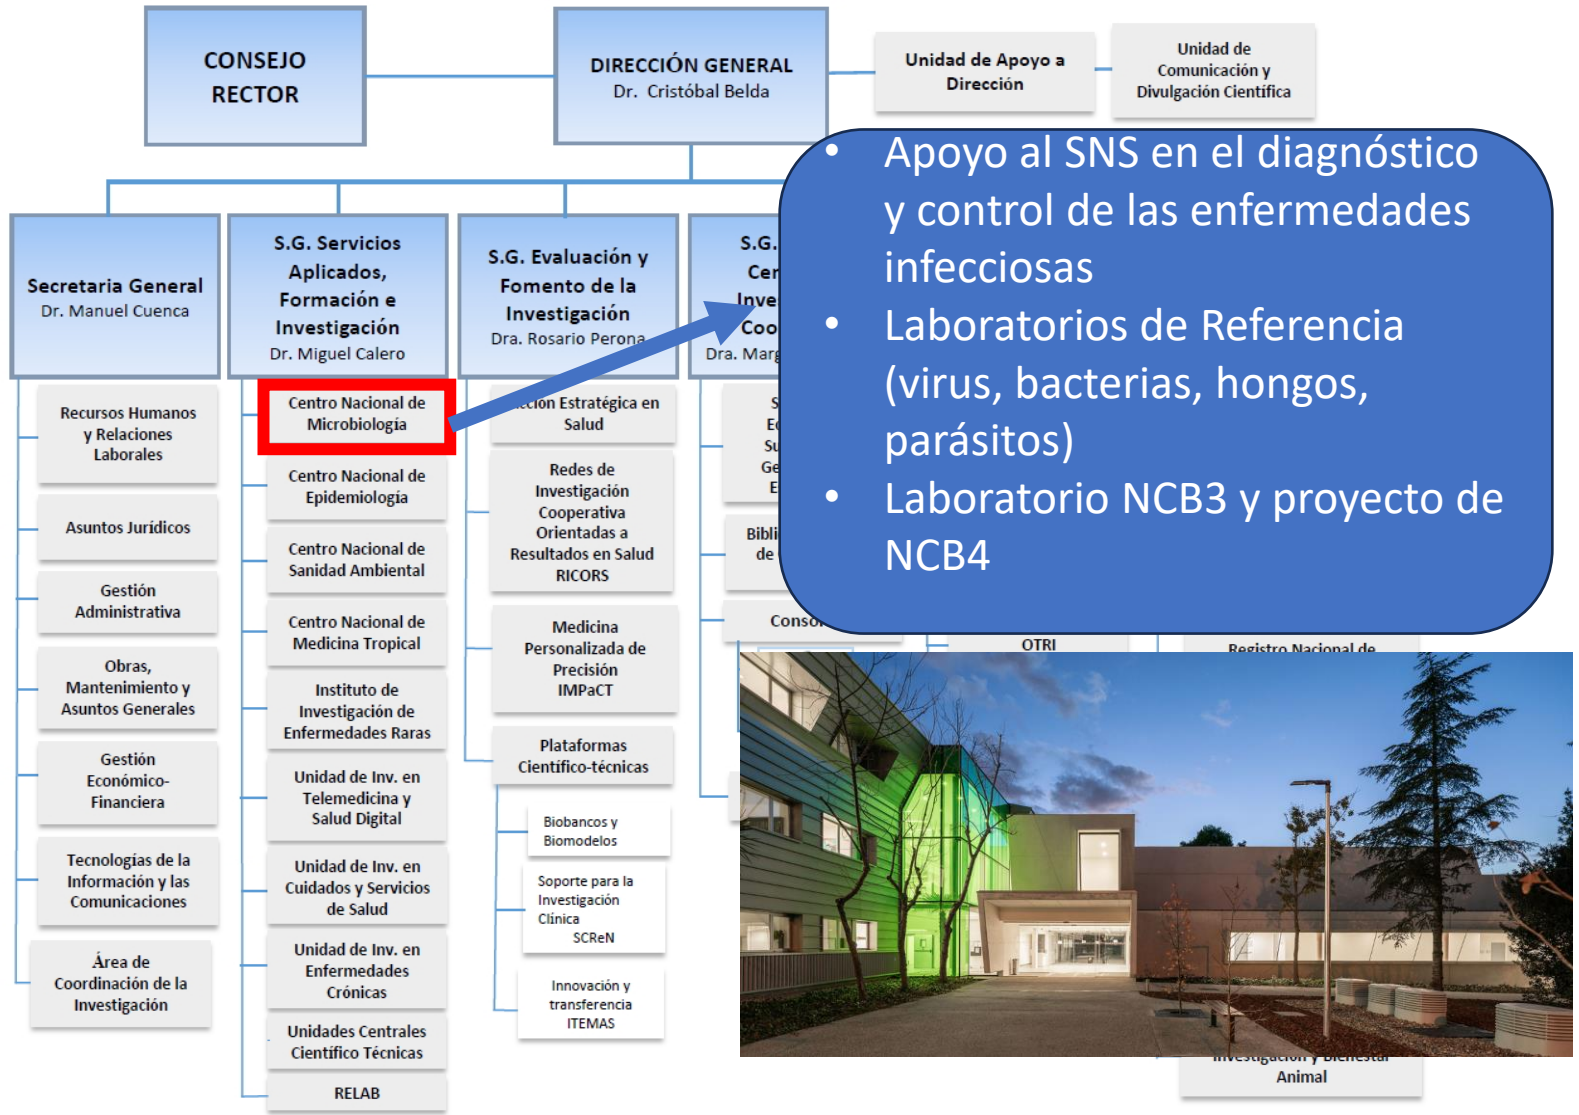 CONSEJO
RECTOR
DIRECCIÓN GENERAL
Dr. Cristóbal Belda
Unidad de Apoyo a
Dirección
Unidad de
Comunicación y
Divulgación Científica
• Apoyo al SNS en el diagnóstico
y control de las enfermedades
infecciosas
• Laboratorios de Referencia
(virus, bacterias, hongos,
parásitos)
• Laboratorio NCB3 y proyecto de
NCB4
Secretaria General
Dr. Manuel Cuenca
Recursos Humanos
y Relaciones
Laborales
Asuntos Jurídicos
Gestión
Administrativa
Obras,
Mantenimiento y
Asuntos Generales
Gestión
Económico-
Financiera
Tecnologías de la
Información y las
Comunicaciones
Área de
Coordinación de la
Investigación
S.G. Servicios
Aplicados,
Formación e
Investigación
Dr. Miguel Calero
Centro Nacional de
Microbiología
Centro Nacional de
Epidemiología
Centro Nacional de
Sanidad Ambiental
Centro Nacional de
Medicina Tropical
Instituto de
Investigación de
Enfermedades Raras
Unidad de Inv. en
Telemedicina y
Salud Digital
Unidad de Inv. en
Cuidados y Servicios
de Salud
Unidad de Inv. en
Enfermedades
Crónicas
Unidades Centrales
Científico Técnicas
RELAB
S.G. Evaluación y
Fomento de la
Investigación
Dra. Rosario Perona
Estratégica en
Salud
Redes de
Investigación
Cooperativa
Orientadas a
Resultados en Salud
RICORS
Medicina
Personalizada de
Precisión
IMPaCT
Plataformas
Científico-técnicas
Biobancos y
Biomodelos
Soporte para la
Investigación
Clínica
SCReN
Innovación y
transferencia
ITEMAS
S.G.
Dra.
de
OTRI
Registro Nacional de
Investigación y Bienestar
Animal